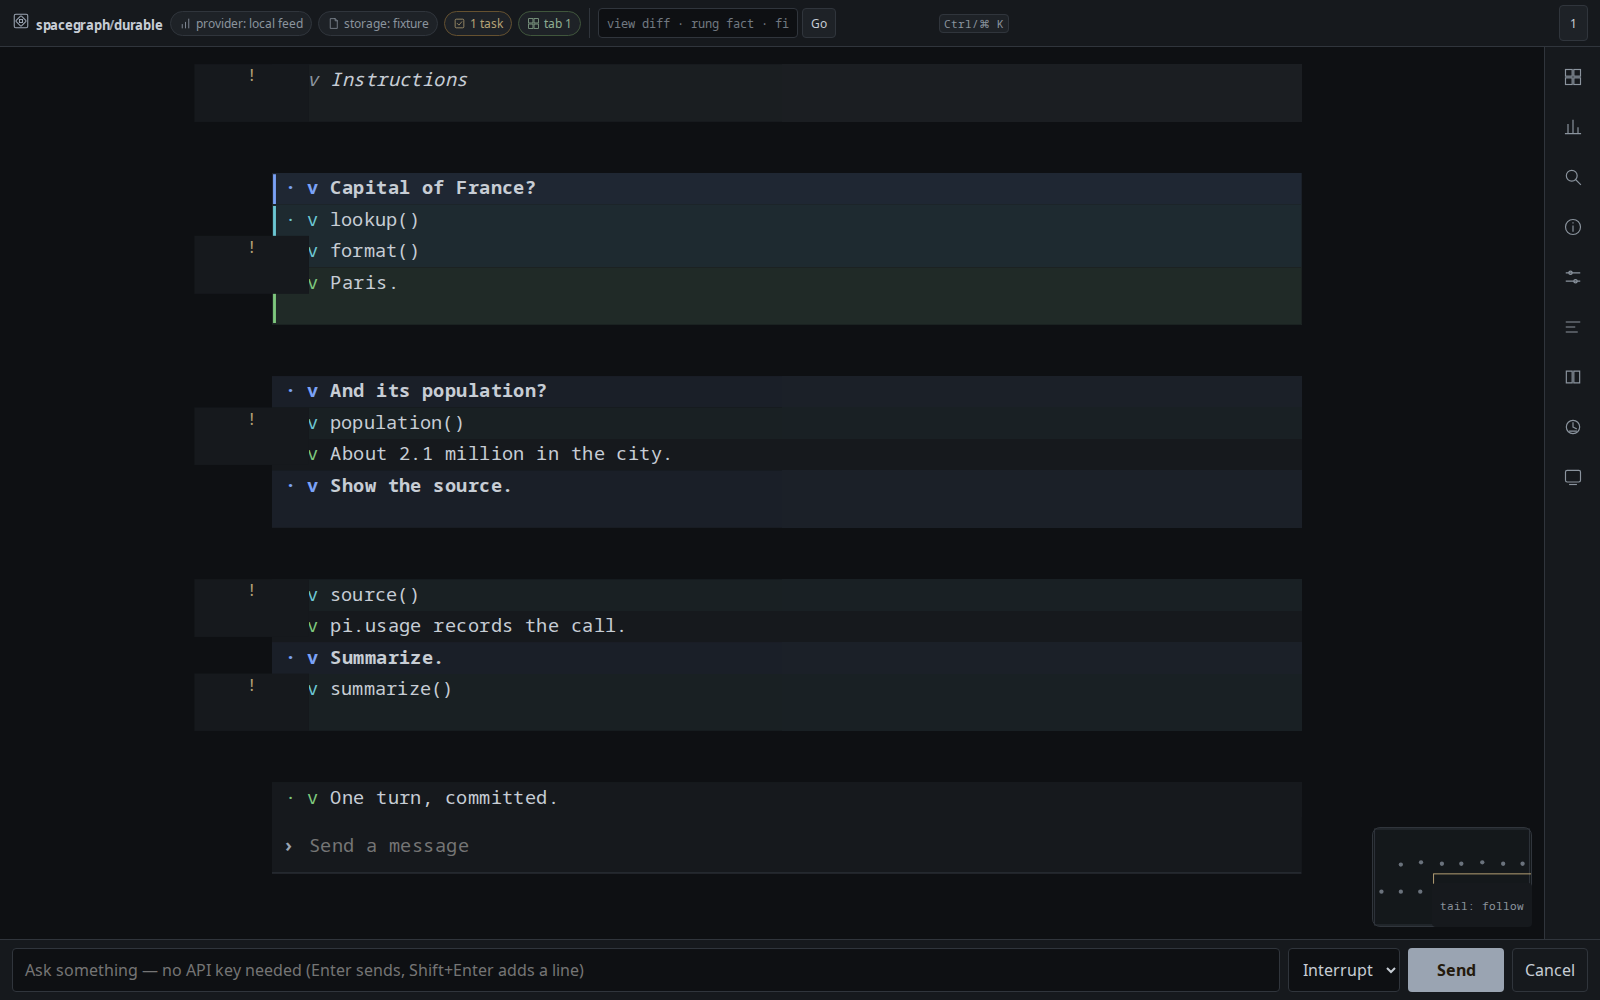 spacegraph/durable provider: local feed storage: fixture 1 task tab 1 view diff · rung fact · fi Go Ctrl/⌘ K 1
! v Instructions
· v Capital of France?
· v lookup()
! v format()
v Paris.
· v And its population?
! v population()
v About 2.1 million in the city.
· v Show the source.
! v source()
v pi.usage records the call.
· v Summarize.
! v summarize()
· v One turn, committed.
› Send a message
tail: follow
Ask something — no API key needed (Enter sends, Shift+Enter adds a line) Interrupt Send Cancel